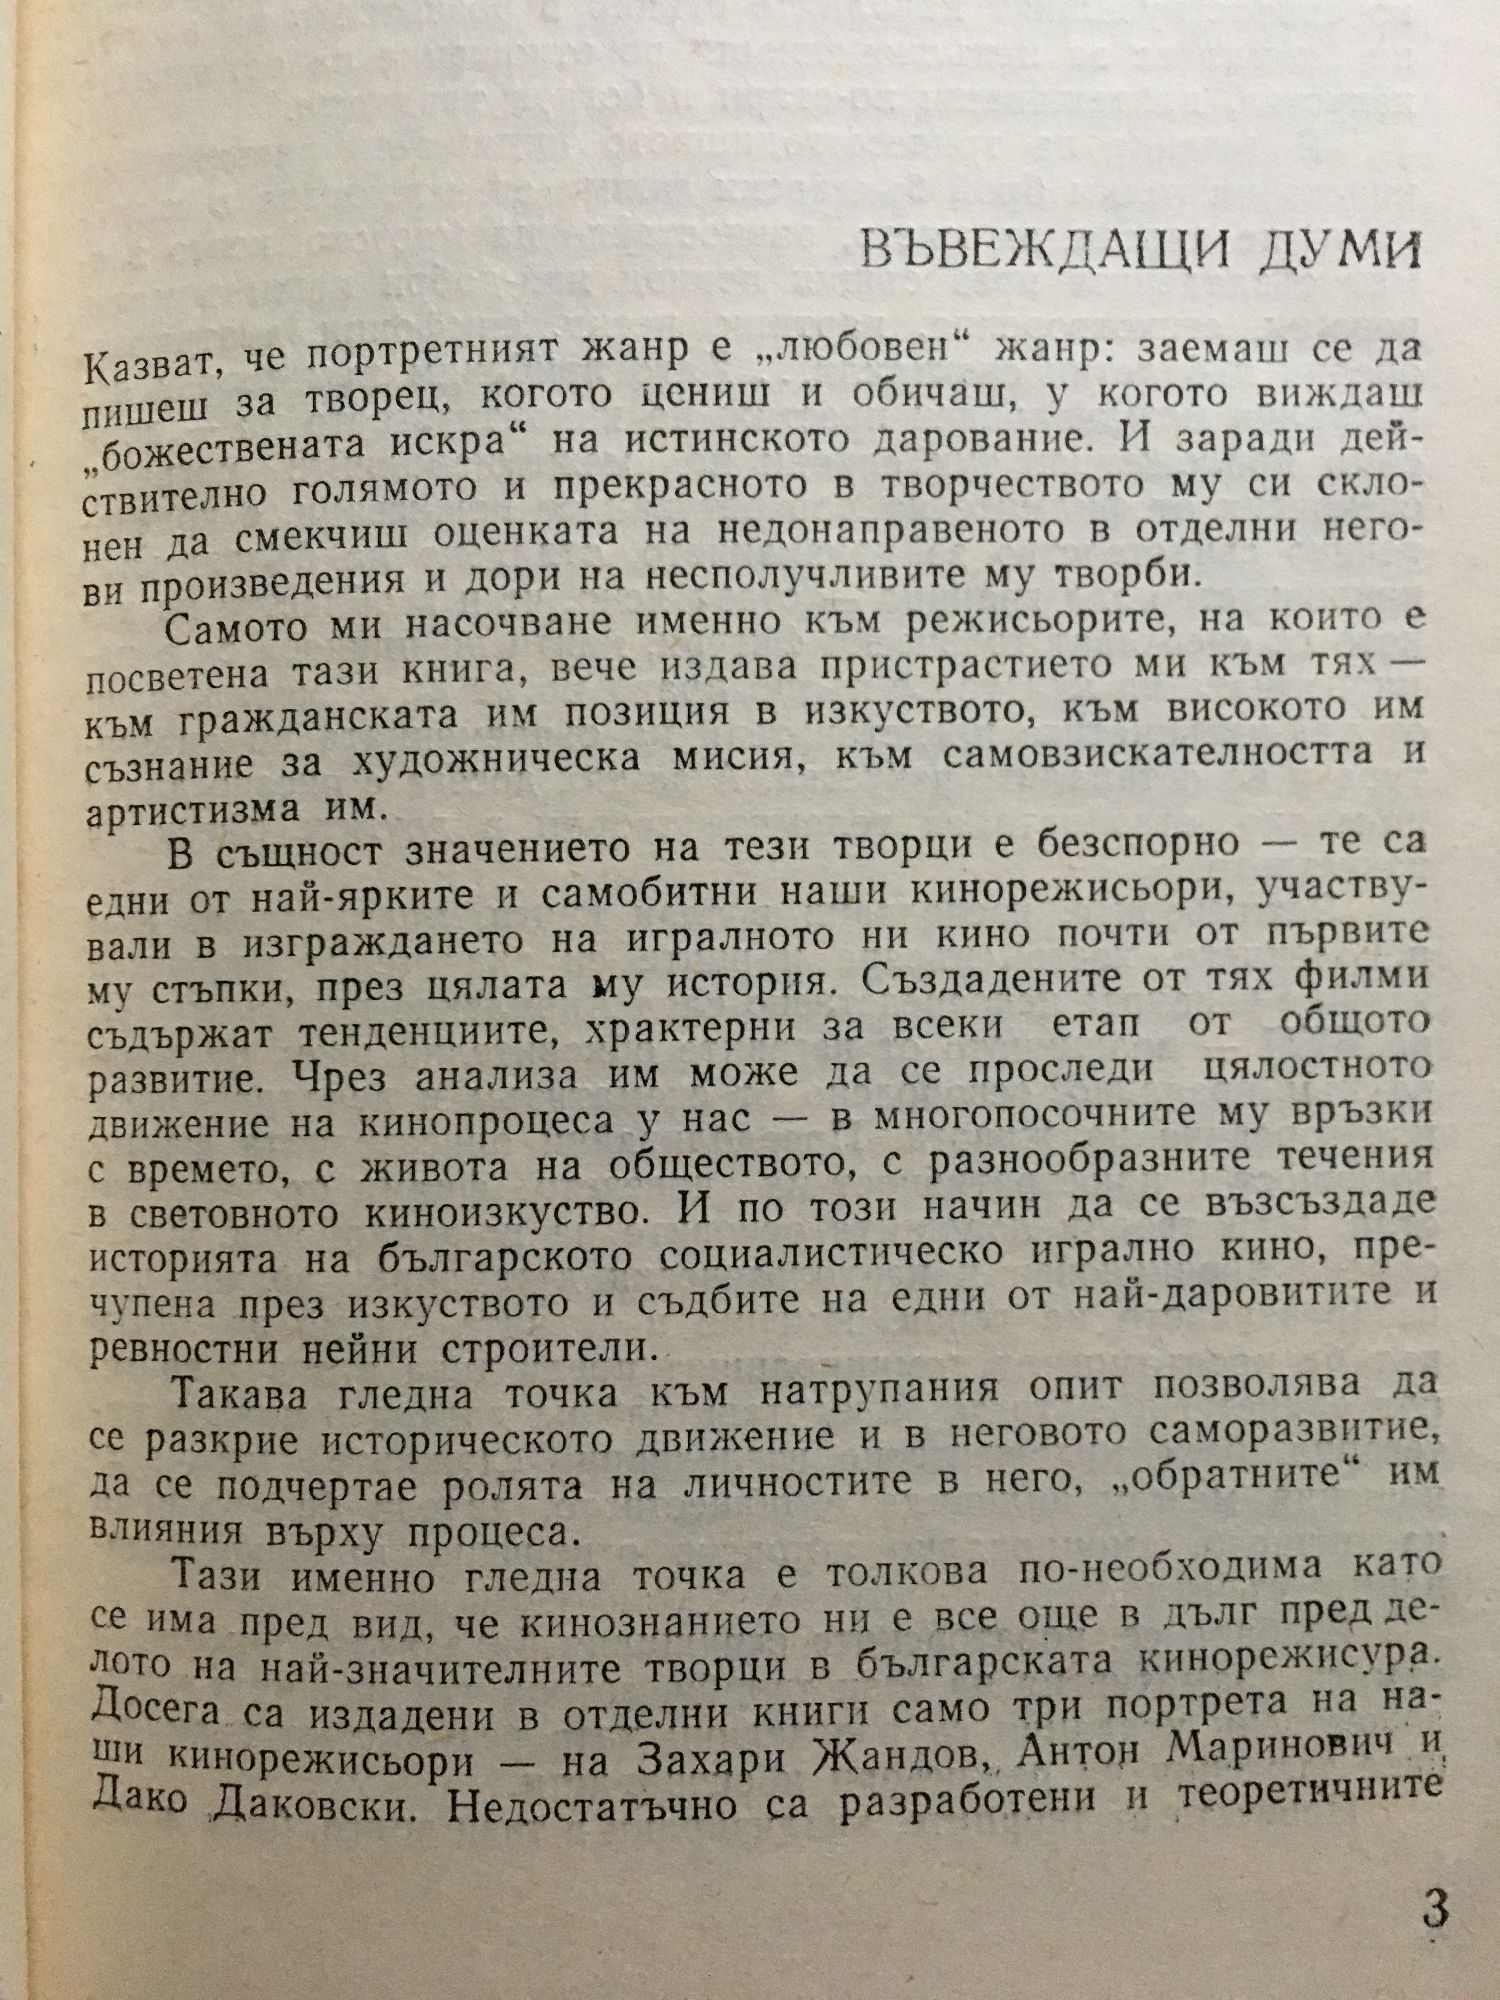 ВЪВЕЖДАЩИ ДУМИ
Казват, че портретният жанр е „любовен“ жанр: заемаш се да
пишеш за творец, когото цениш и обичаш, у когото виждаш
„божествената искра“ на истинското дарование. И заради дей-
ствително голямото и прекрасното в творчеството му си скло-
нен да смекчиш оценката на недонаправеното в отделни него-
ви произведения и дори на несполучливите му творби.
Самото ми насочване именно към режисьорите, на които е
посветена тази книга, вече издава пристрастието ми към тях —
към гражданската им позиция в изкуството, към високото им
съзнание за художническа мисия, към самовзискателността и
артистизма им.
В същност значението на тези творци е безспорно — те са
едни от най-ярките и самобитни наши кинорежисьори, участву-
вали в изграждането на игралното ни кино почти от първите
му стъпки, през цялата му история. Създадените от тях филми
съдържат тенденциите, храктерни за всеки етап от общото
развитие. Чрез анализа им може да се проследи цялостното
движение на кинопроцеса у нас — в многопосочните му връзки
с времето, с живота на обществото, с разнообразните течения
в световното киноизкуство. И по този начин да се възсъздаде
историята на българското социалистическо игрално кино, пре-
чупена през изкуството и съдбите на едни от най-даровитите и
ревностни нейни строители.
Такава гледна точка към натрупания опит позволява да
се разкрие историческото движение и в неговото саморазвитие,
да се подчертае ролята на личностите в него, „обратните“ им
влияния върху процеса.
Тази именно гледна точка е толкова по-необходима като
се има пред вид, че кинознанието ни е все още в дълг пред де-
лото на най-значителните творци в българската кинорежисура.
Досега са издадени в отделни книги само три портрета на на-
ши кинорежисьори — на Захари Жандов, Антон Маринович и
Дако Даковски. Недостатъчно са разработени и теоретичните
3